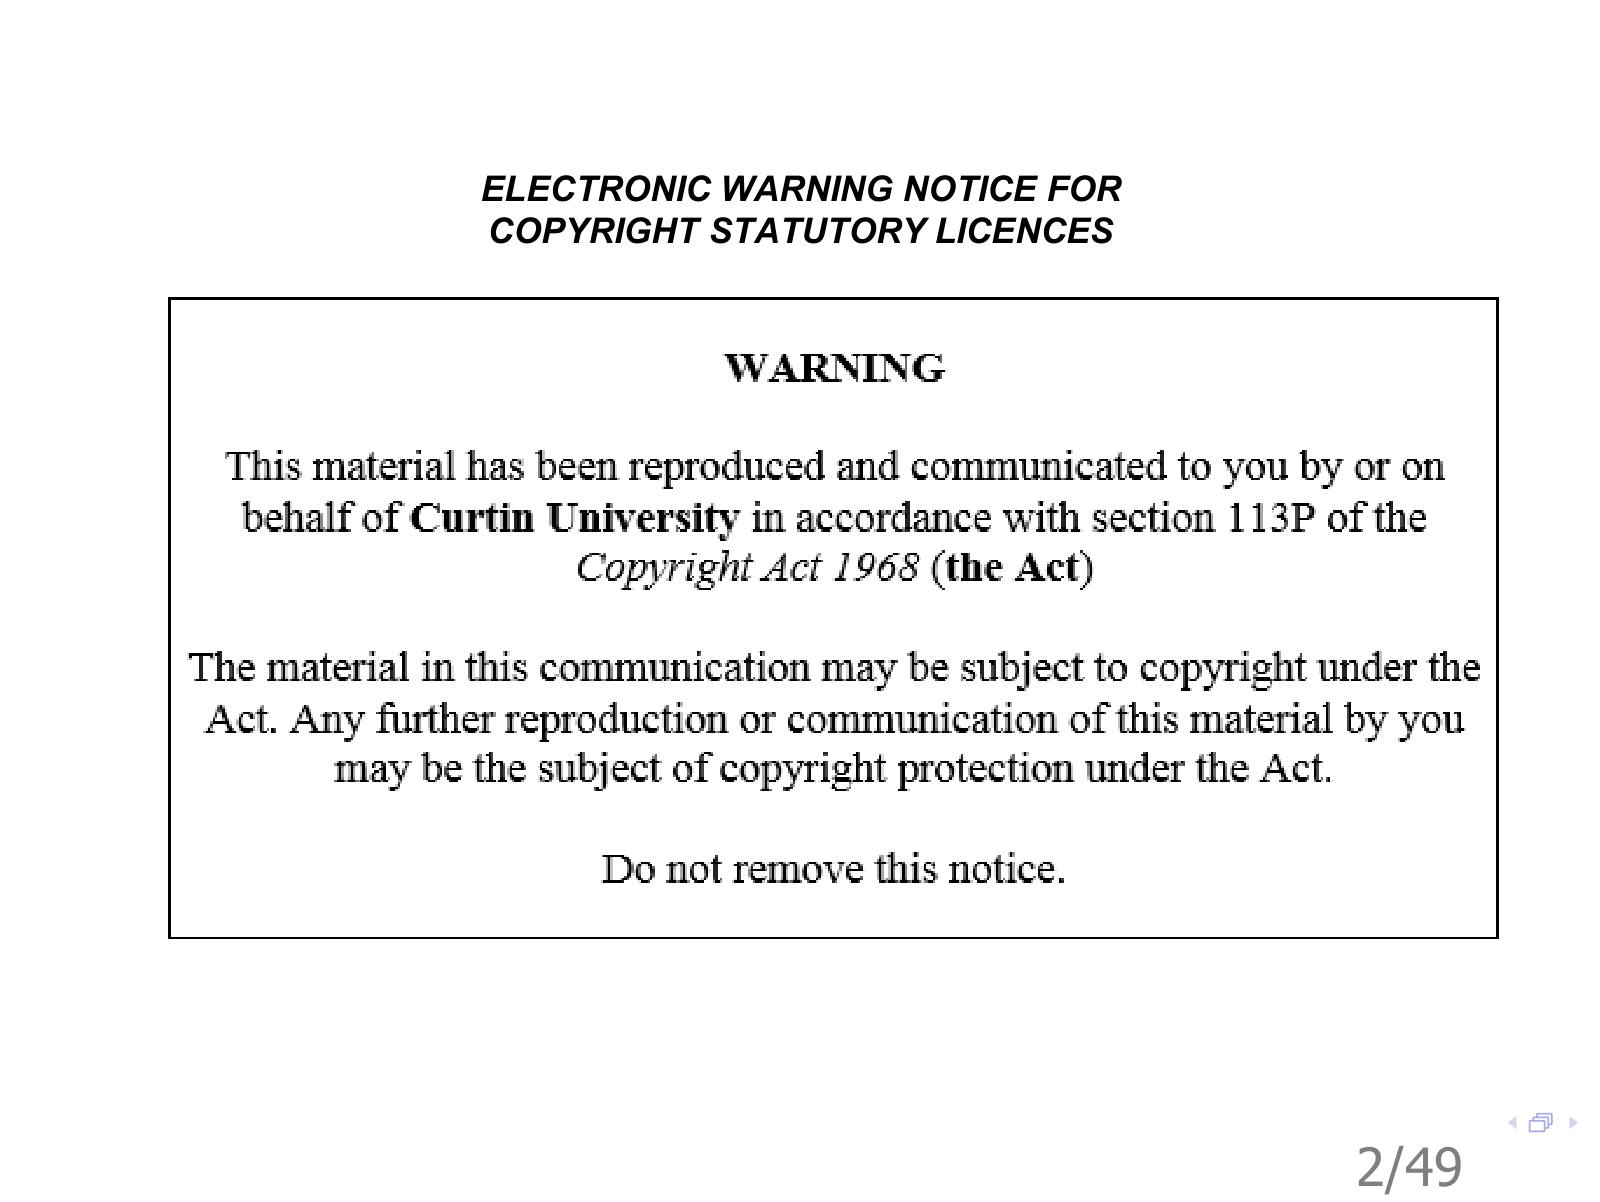 ELECTRONIC WARNING NOTICE FOR
COPYRIGHT STATUTORY LICENCES
WARNING
This material has been reproduced and communicated to you by or on
behalf of Curtin University in accordance with section 113P of the
Copyright Act 1968 (the Act)
The material in this communication may be subject to copyright under the
Act. Any further reproduction or communication of this material by you
may be the subject of copyright protection under the Act.
Do not remove this notice.
2/49